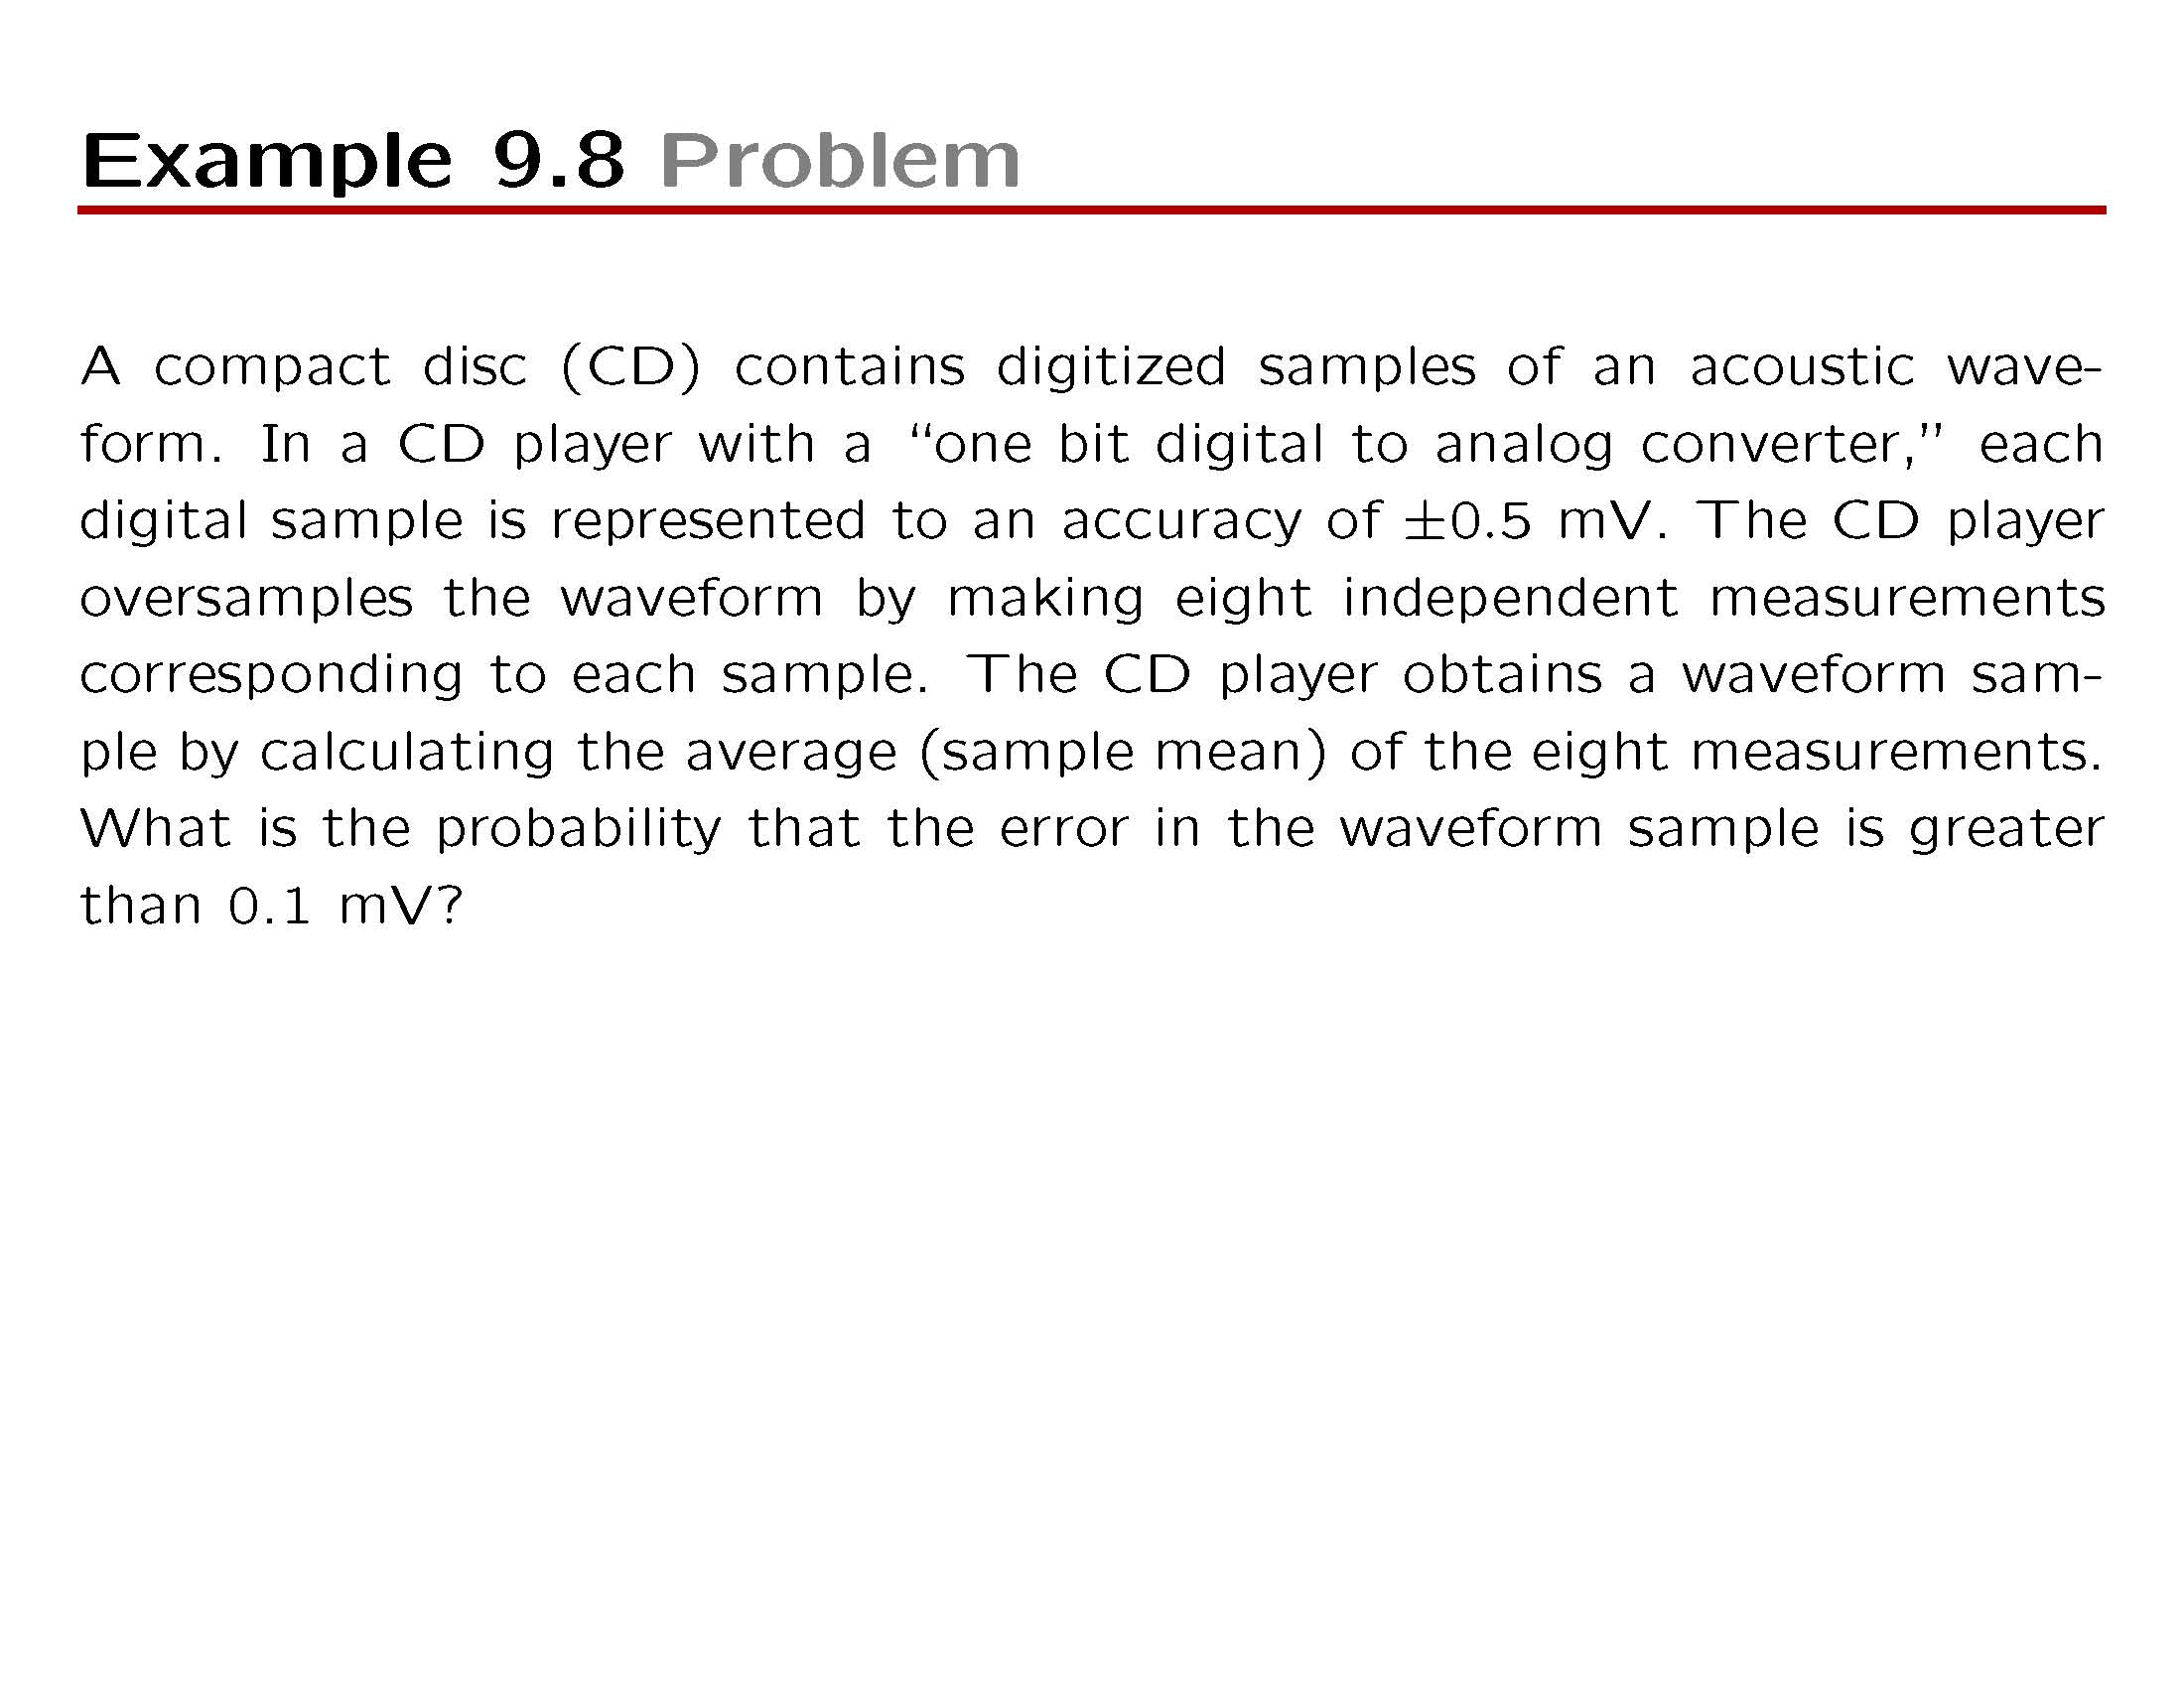 Example 9.8 Problem
A compact disc (CD) contains digitized samples of an acoustic wave-
form. In a CD player with a “one bit digital to analog converter,” each
digital sample is represented to an accuracy of ±0.5 mV. The CD player
oversamples the waveform by making eight independent measurements
corresponding to each sample. The CD player obtains a waveform sam-
ple by calculating the average (sample mean) of the eight measurements.
What is the probability that the error in the waveform sample is greater
than 0.1 mV?